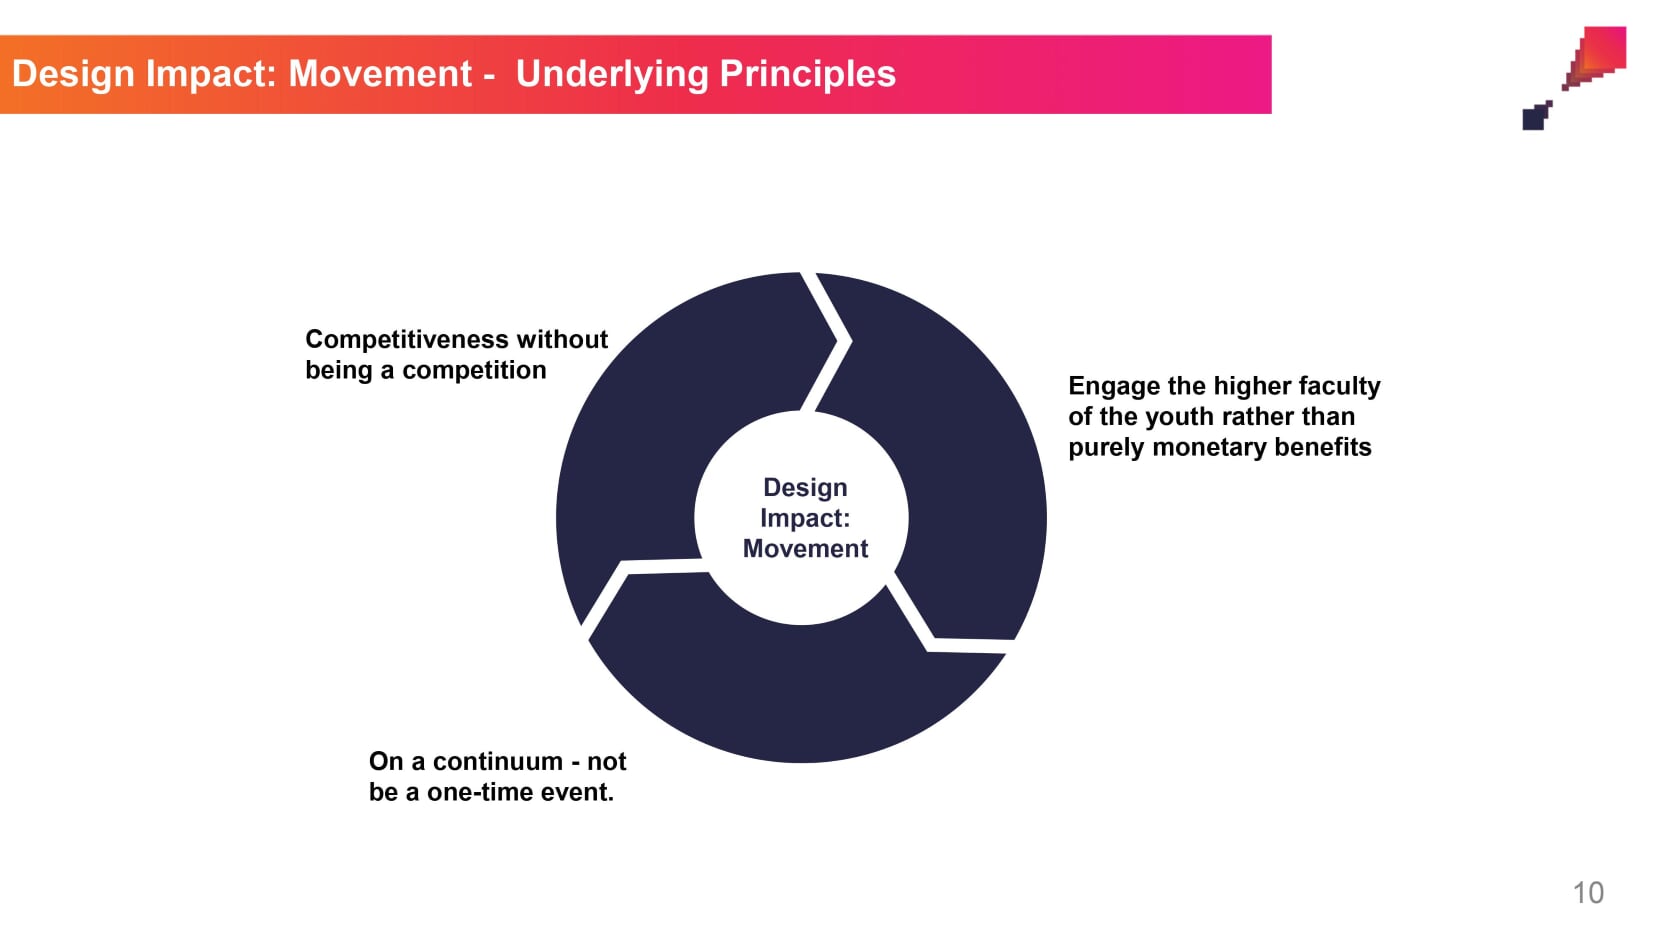 Design Impact: Movement -  Underlying Principles
Competitiveness without
being a competition
Engage the higher faculty
of the youth rather than
purely monetary benefits
Design
Impact:
Movement
On a continuum - not
be a one-time event.
10